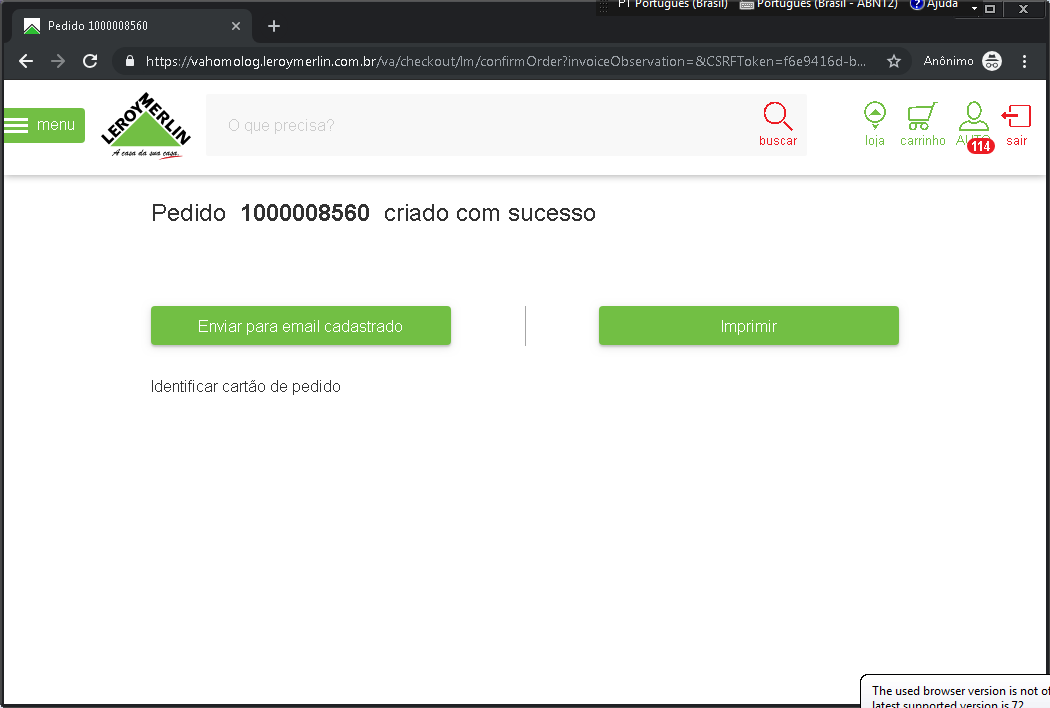 PT Português (Brasil) Português (Brasil - ABNT2) Ajuda
Pedido 1000008560
https://vahomolog.leroymerlin.com.br/va/checkout/lm/confirmOrder?invoiceObservation=&CSRFToken=f6e9416d-b... Anônimo
menu
LEROY MERLIN
A casa da sua casa.
O que precisa?
buscar
loja
carrinho
114
sair
Pedido 1000008560 criado com sucesso
Enviar para email cadastrado
Imprimir
Identificar cartão de pedido
The used browser version is not
latest supported version is 72